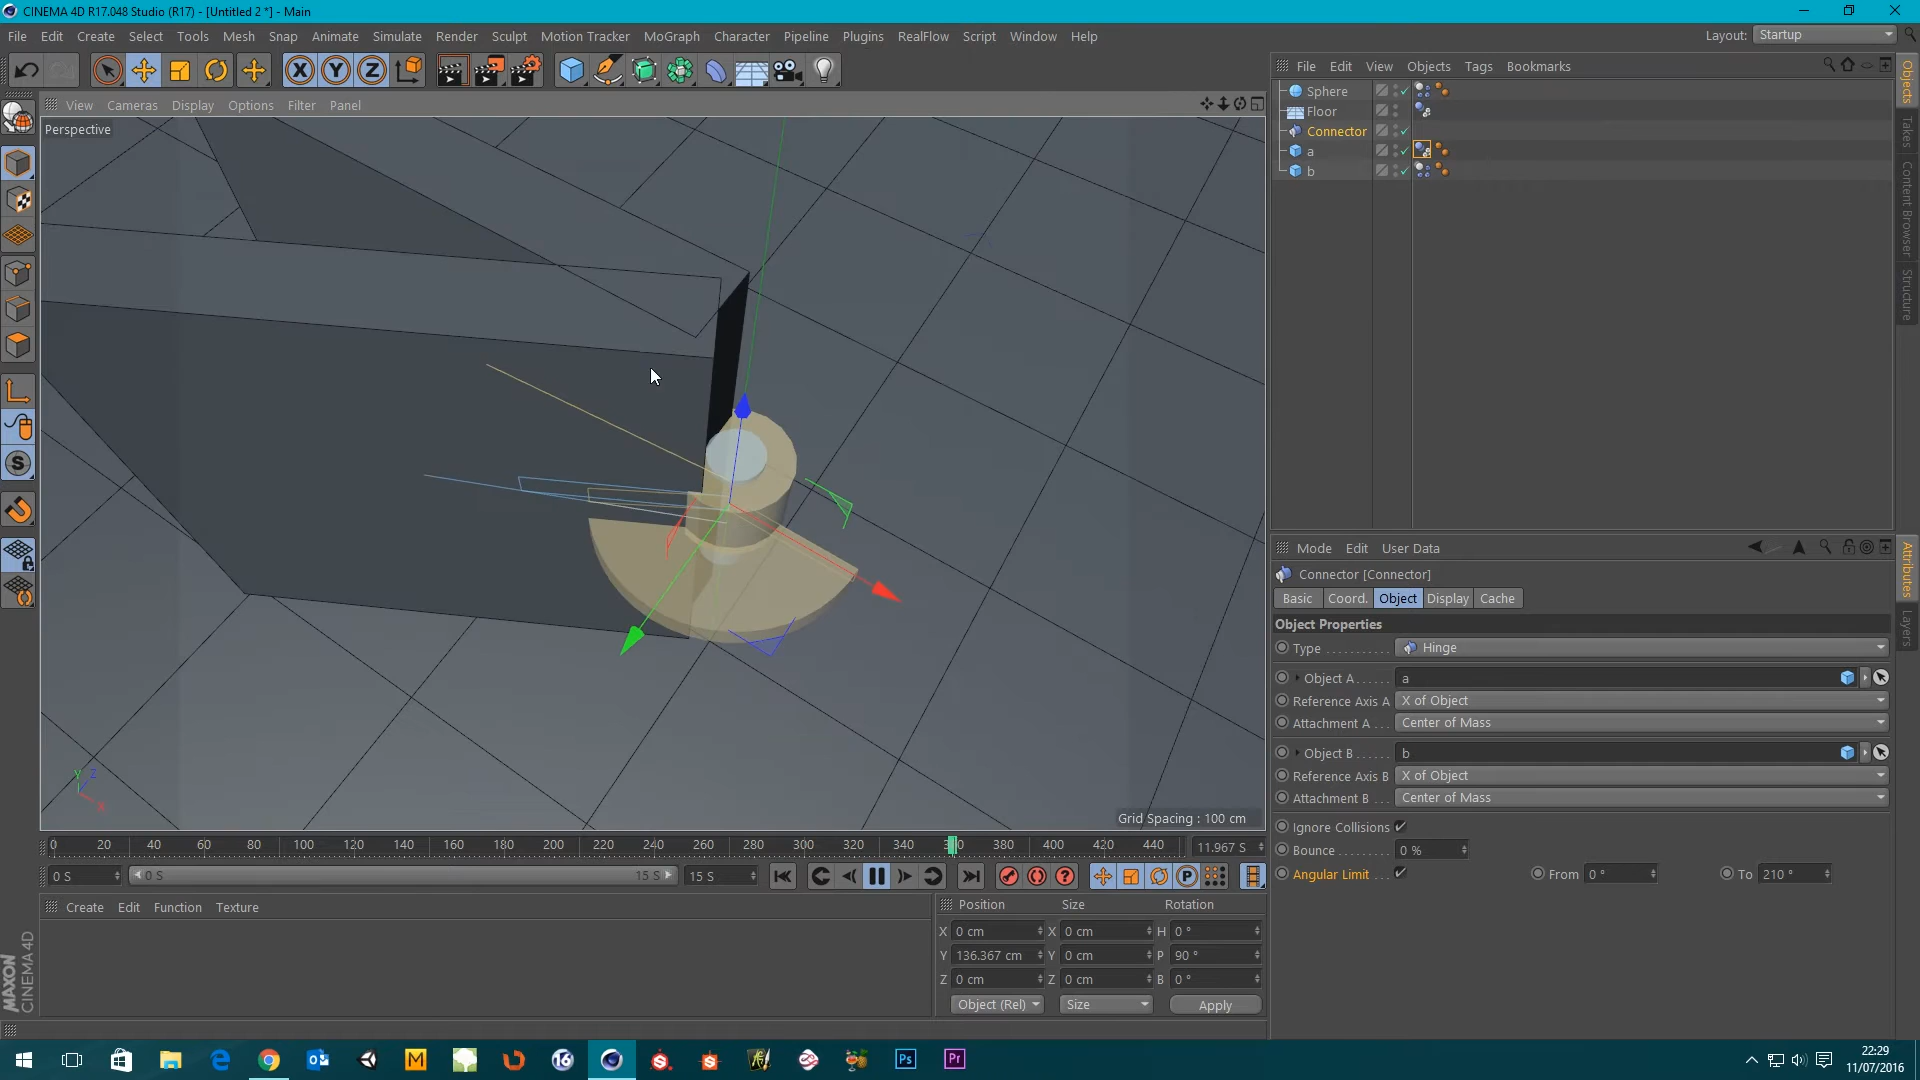 CINEMA 4D R17.048 Studio (R17) - [Untitled 2 *] - Main
File Edit Create Select Tools Mesh Snap Animate Simulate Render Sculpt Motion Tracker MoGraph Character Pipeline Plugins RealFlow Script Window Help
Layout: Startup
X Y Z
View Cameras Display Options Filter Panel
Perspective
Grid Spacing : 100 cm
File Edit View Objects Tags Bookmarks
Sphere
Floor
Connector
a
b
Objects
Takes
Content Browser
Structure
Mode Edit User Data
Connector [Connector]
Basic Coord. Object Display Cache
Object Properties
Type Hinge
Object A a
Reference Axis A X of Object
Attachment A Center of Mass
Object B b
Reference Axis B X of Object
Attachment B Center of Mass
Ignore Collisions
Bounce 0 %
Angular Limit From 0 ° To 210 °
Attributes
Layers
0 20 40 60 80 100 120 140 160 180 200 220 240 260 280 300 320 340 380 400 420 440 11.967 S
0 S 0 S 15 S 15 S
Create Edit Function Texture
Position Size Rotation
X 0 cm X 0 cm H 0 °
Y 136.367 cm Y 0 cm P 90 °
Z 0 cm Z 0 cm B 0 °
Object (Rel) Size Apply
MAXON CINEMA 4D
22:29
11/07/2016